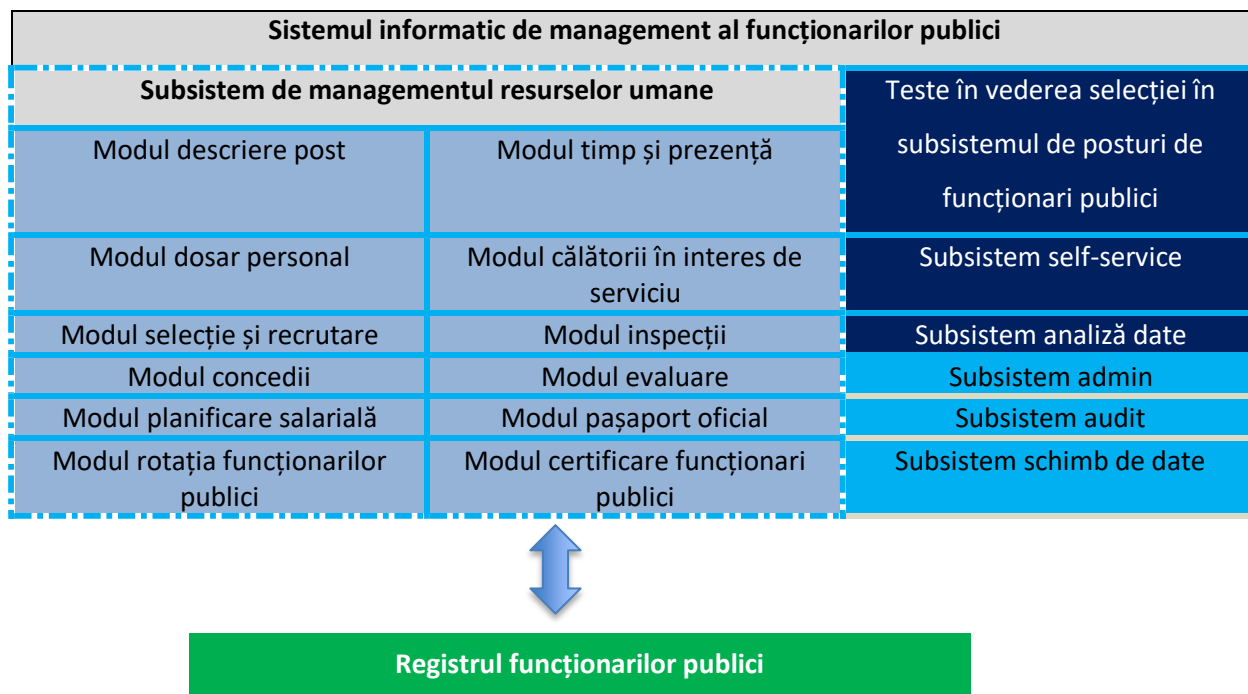 Sistemul informatic de management al funcționarilor publici
Subsistem de managementul resurselor umane
Teste în vederea selecției în
subsistemul de posturi de
funcționari publici
Modul descriere post
Modul timp și prezență
Modul dosar personal
Modul călătorii în interes de
serviciu
Subsistem self-service
Modul selecție și recrutare
Modul inspecții
Subsistem analiză date
Modul concedii
Modul evaluare
Subsistem admin
Modul planificare salarială
Modul pașaport oficial
Subsistem audit
Modul rotația funcționarilor
publici
Modul certificare funcționari
publici
Subsistem schimb de date
Registrul funcționarilor publici